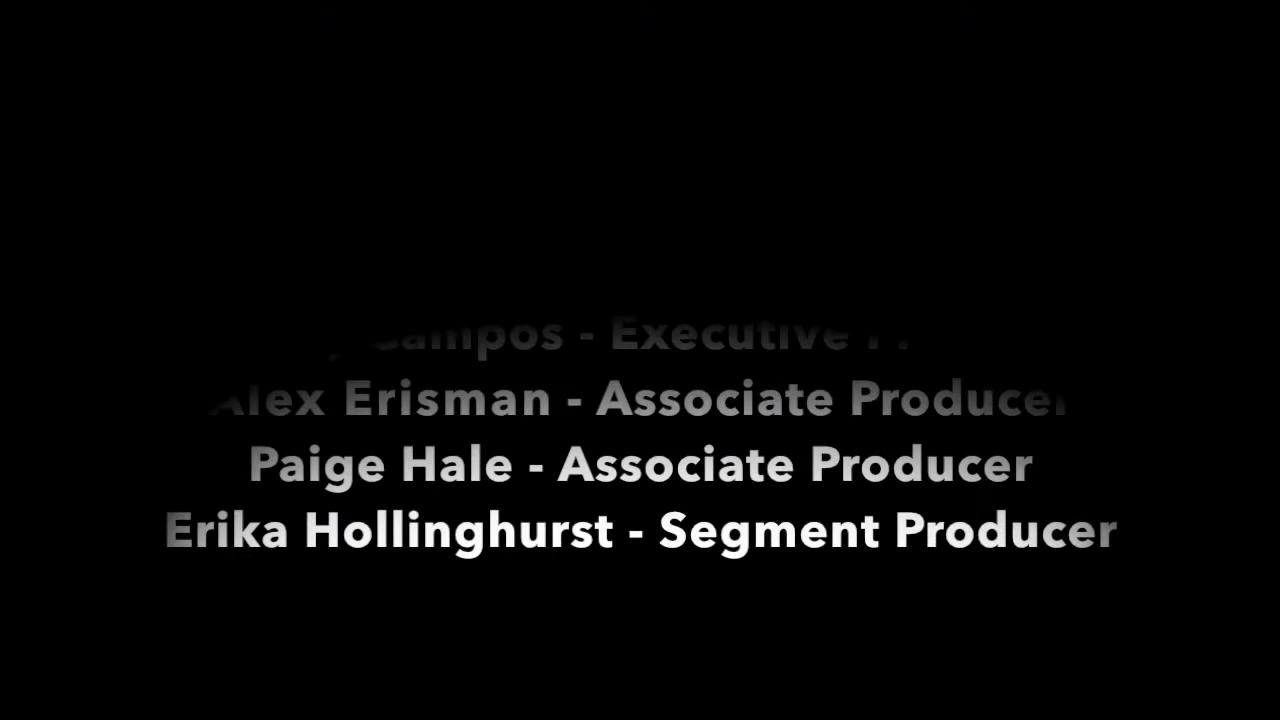 Campos - Executive
Alex Erisman - Associate Producer
Paige Hale - Associate Producer
Erika Hollinghurst - Segment Producer